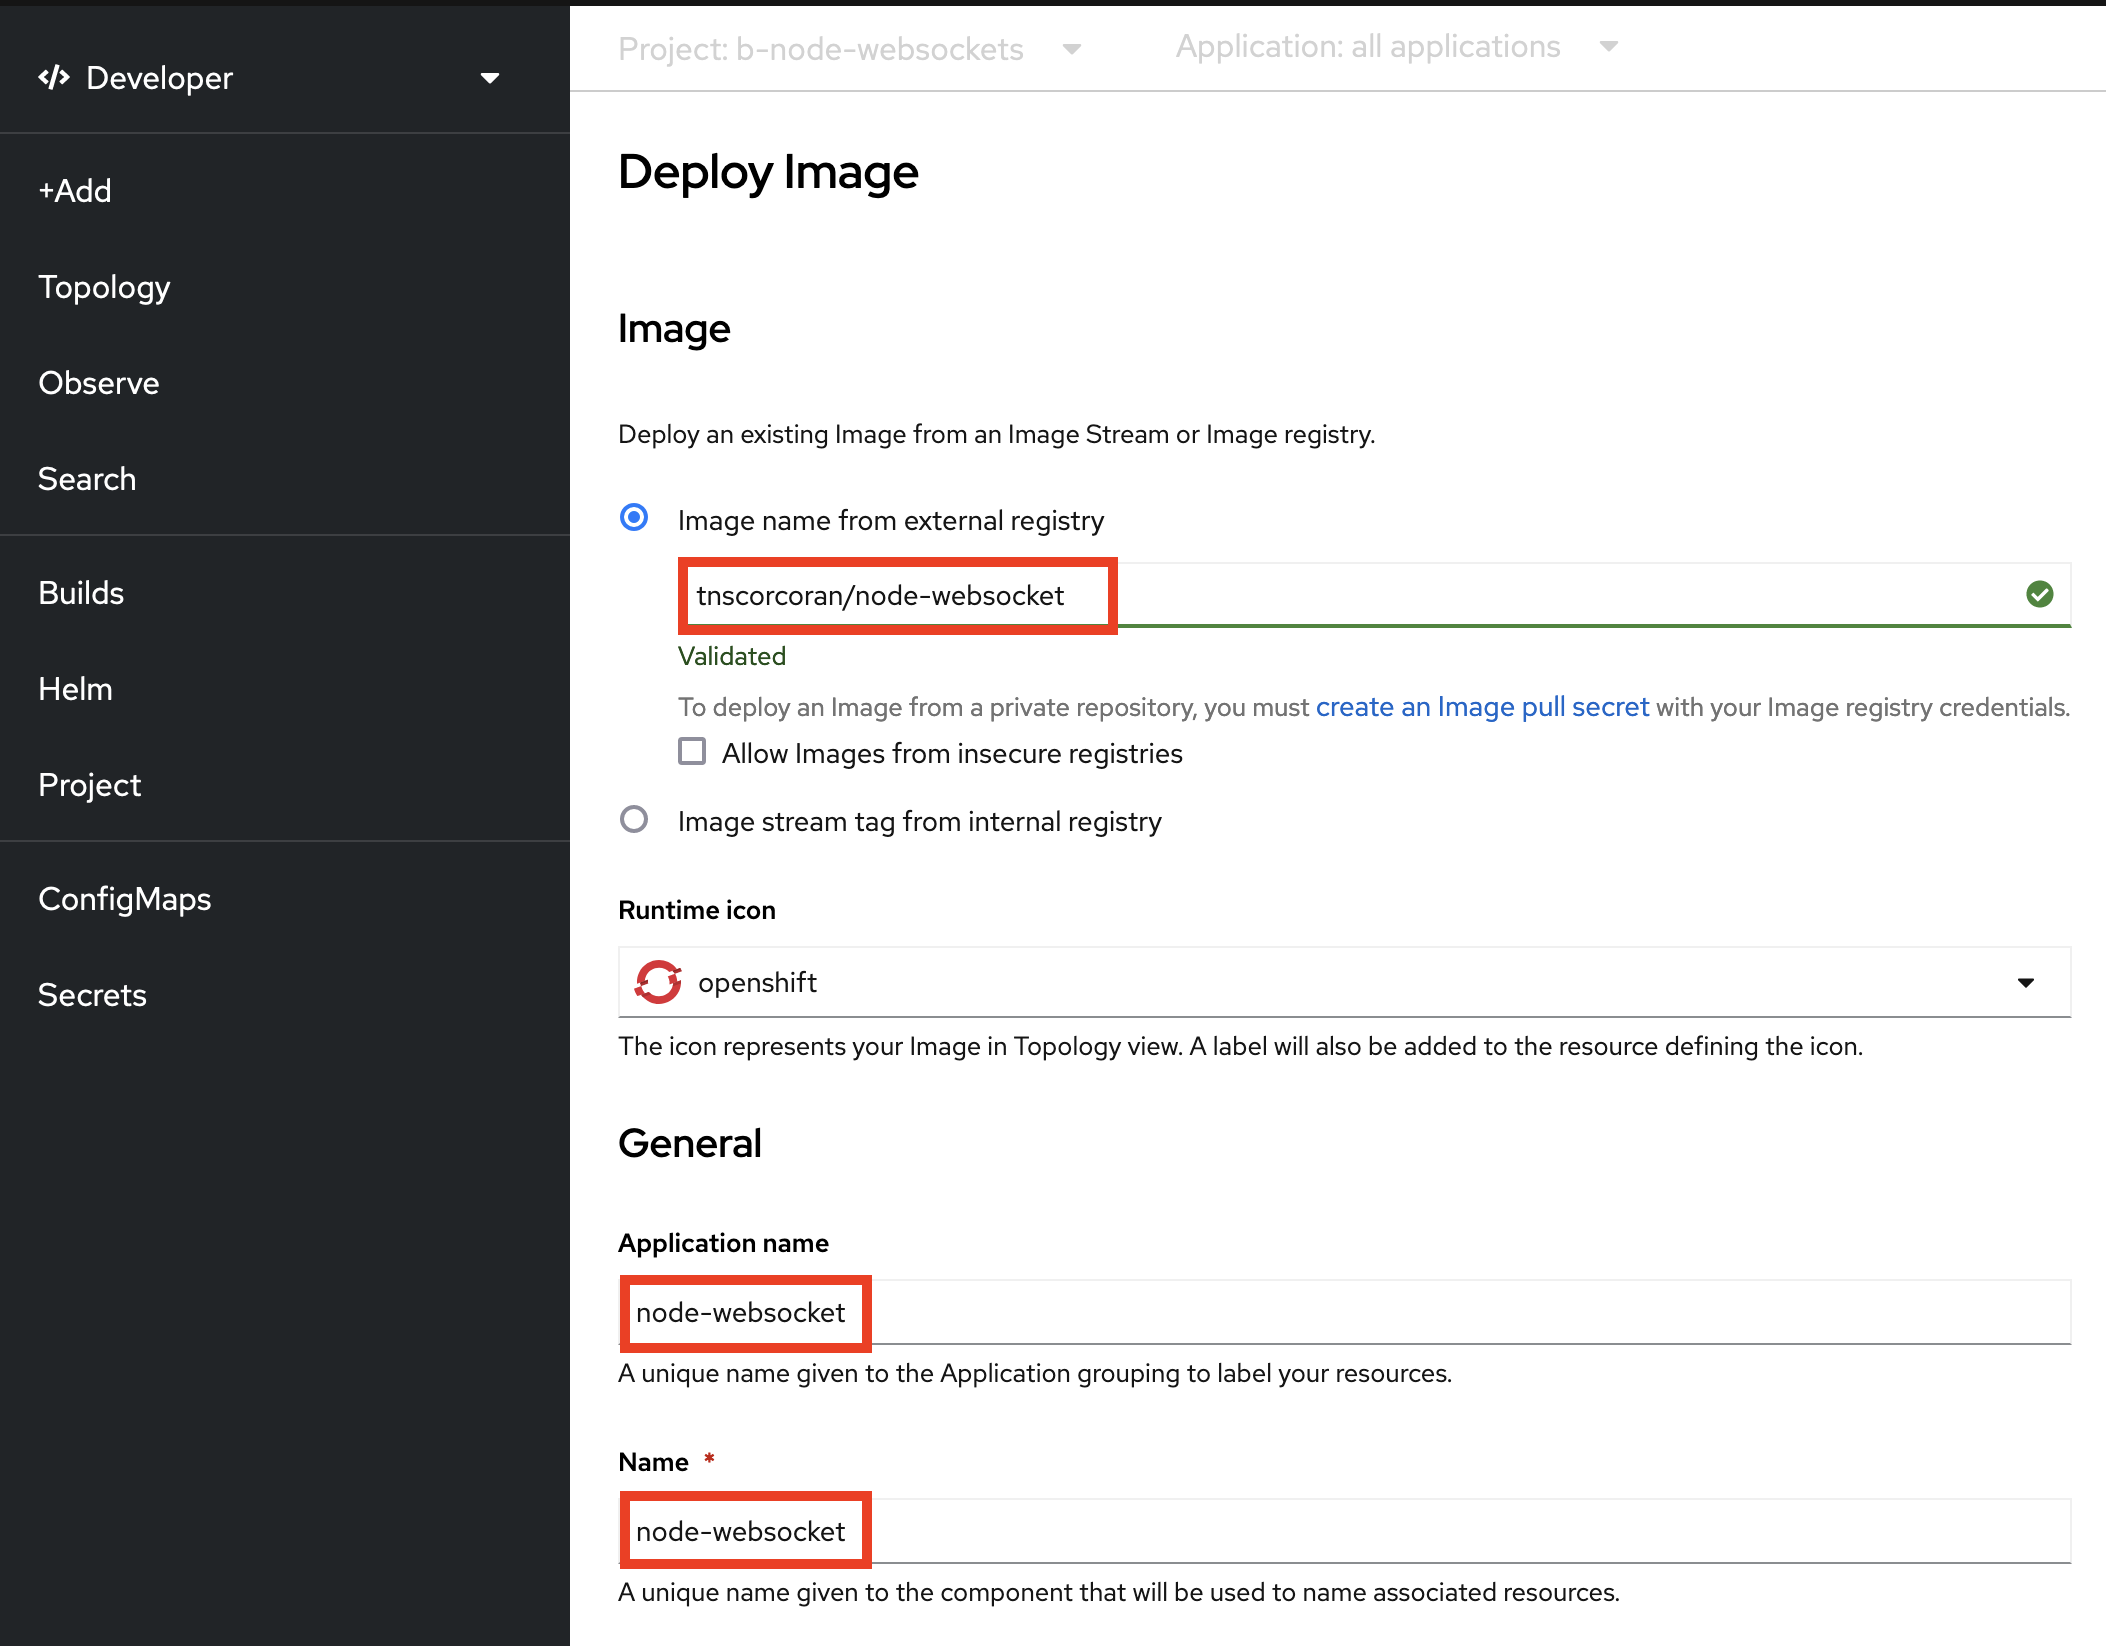 Developer
+Add
Topology
Observe
Search
Builds
Helm
Project
ConfigMaps
Secrets
Project: b-node-websockets
Application: all applications
Deploy Image
Image
Deploy an existing Image from an Image Stream or Image registry.
Image name from external registry
tnscorcoran/node-websocket
Validated
To deploy an Image from a private repository, you must create an Image pull secret with your Image registry credentials.
Allow Images from insecure registries
Image stream tag from internal registry
Runtime icon
openshift
The icon represents your Image in Topology view. A label will also be added to the resource defining the icon.
General
Application name
node-websocket
A unique name given to the Application grouping to label your resources.
Name *
node-websocket
A unique name given to the component that will be used to name associated resources.